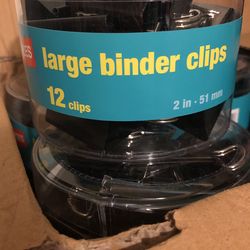 large binder clips
12 clips
2 in · 51 mm